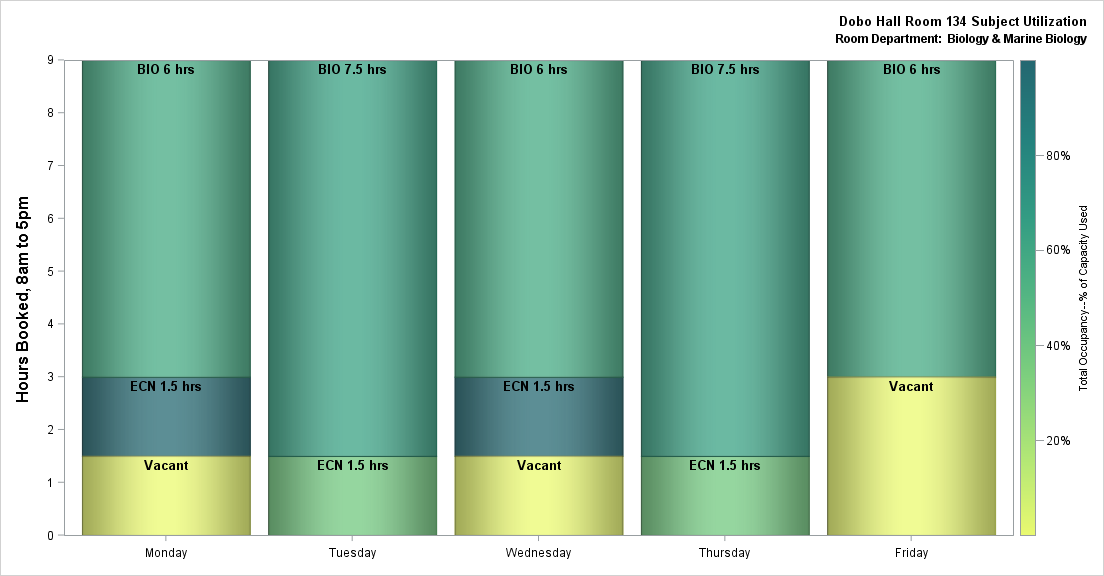 Dobo Hall Room 134 Subject Utilization
Room Department: Biology & Marine Biology
Hours Booked, 8am to 5pm
9
8
7
6
5
4
3
2
1
0
BIO 6 hrs
ECN 1.5 hrs
Vacant
BIO 7.5 hrs
ECN 1.5 hrs
BIO 6 hrs
ECN 1.5 hrs
Vacant
BIO 7.5 hrs
ECN 1.5 hrs
BIO 6 hrs
Vacant
Monday
Tuesday
Wednesday
Thursday
Friday
80%
60%
40%
20%
Total Occupancy--% of Capacity Used